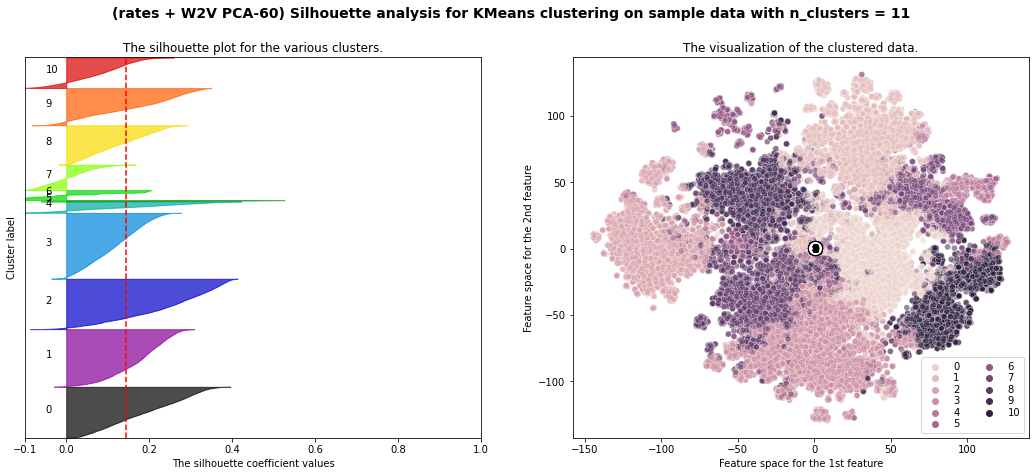 (rates + W2V PCA-60) Silhouette analysis for KMeans clustering on sample data with n_clusters = 11
The silhouette plot for the various clusters.
10
9
8
7
6
4
3
2
1
0
Cluster label
−0.1 0.0 0.2 0.4 0.6 0.8 1.0
The silhouette coefficient values
The visualization of the clustered data.
100
50
0
−50
−100
Feature space for the 2nd feature
0 6
1 7
2 8
3 9
4 10
5
−150 −100 −50 0 50 100
Feature space for the 1st feature